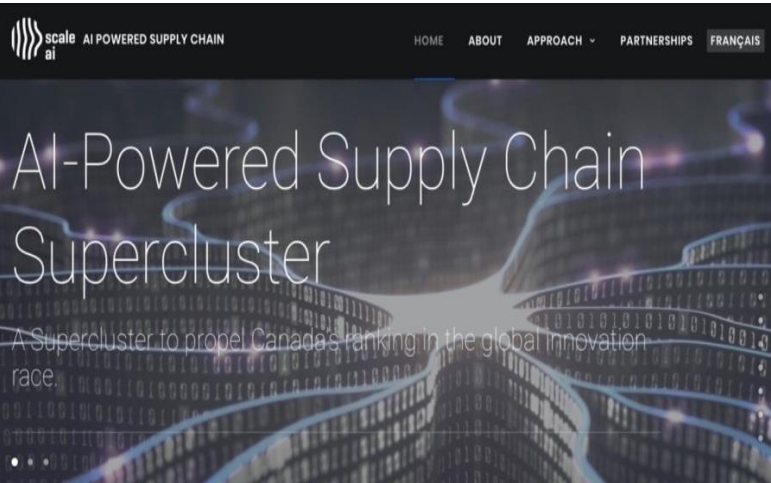 scale
ai
AI POWERED SUPPLY CHAIN
HOME ABOUT APPROACH PARTNERSHIPS FRANÇAIS
AI-Powered Supply Chain
Supercluster
A Supercluster to propel Canada's ranking in the global innovation
race.